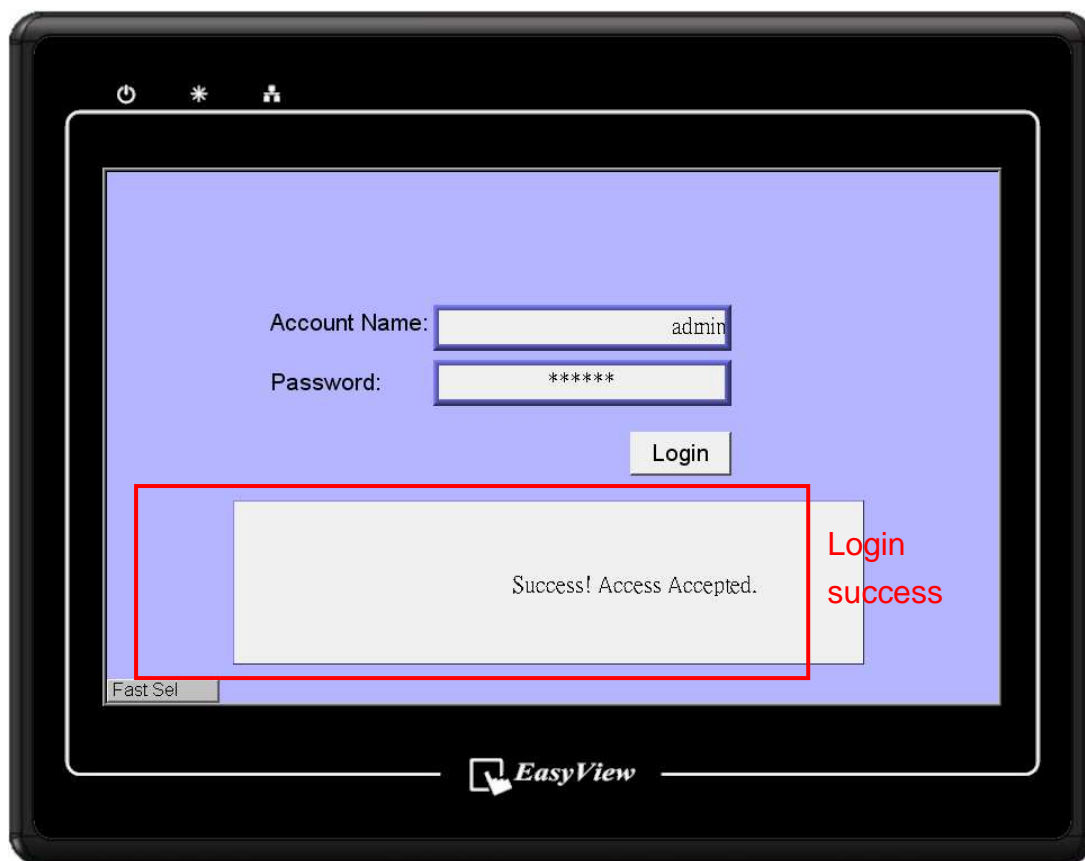 Account Name:
admin
Password:
******
Login
Success! Access Accepted.
Login
success
Fast Sel
EasyView